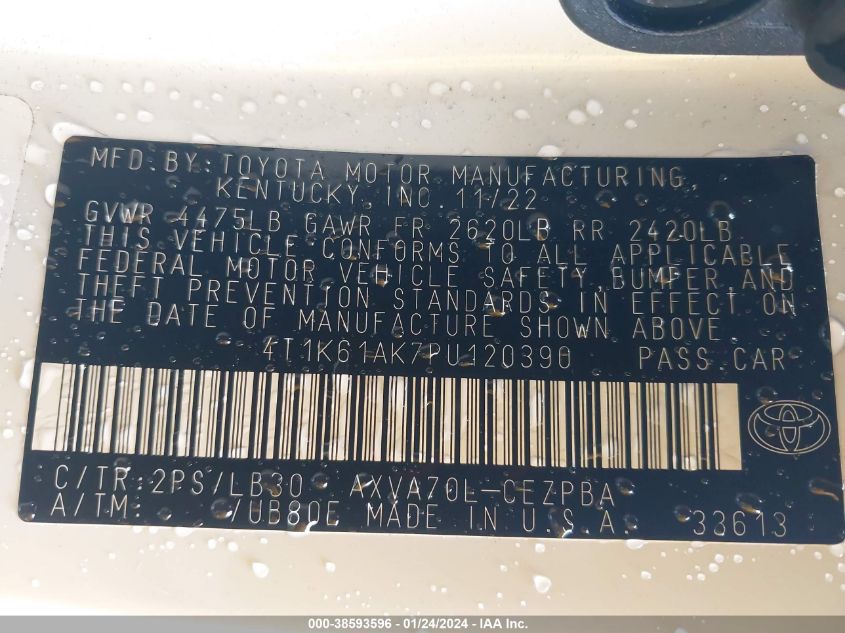 MFD.BY:TOYOTA MOTOR MANUFACTURING,
KENTUCKY,INC.11/22
GVWR 4475LB GAWR FR 2620LB RR 2420LB
THIS VEHICLE CONFORMS TO ALL APPLICABLE
FEDERAL MOTOR VEHICLE SAFETY,BUMPER,AND
THEFT PREVENTION STANDARDS IN EFFECT ON
THE DATE OF MANUFACTURE SHOWN ABOVE.
4T1K61AK7PU120390 PASS.CAR
C/TR:2PS/LB30 AXVA70L-CEZPBA
A/TM: /UB80E MADE IN U.S.A. 33613
000-38593596 - 01/24/2024 - IAA Inc.